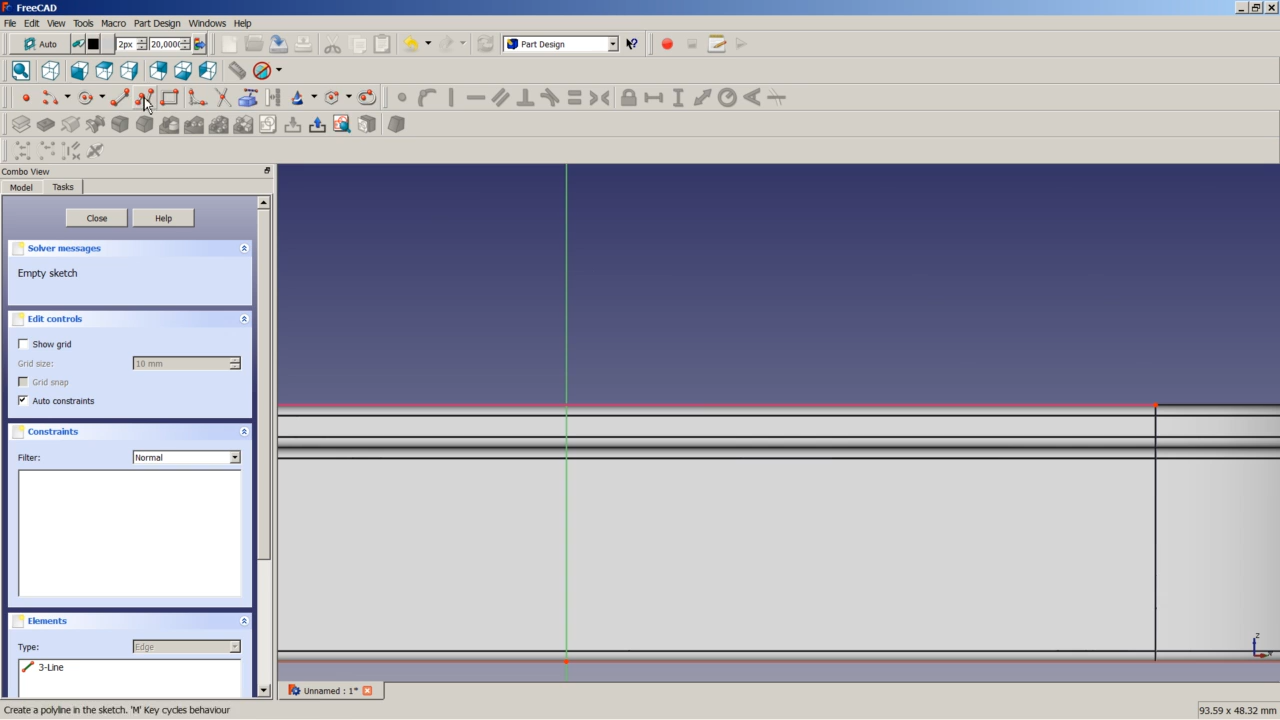 FreeCAD
File Edit View Tools Macro Part Design Windows Help
Auto 2px 20,000 Part Design
Combo View
Model Tasks
Close Help
Solver messages
Empty sketch
Edit controls
Show grid
Grid size: 10 mm
Grid snap
Auto constraints
Constraints
Filter: Normal
Elements
Type: Edge
3-Line
z
Unnamed : 1*
Create a polyline in the sketch. 'M' Key cycles behaviour
93.59 x 48.32 mm